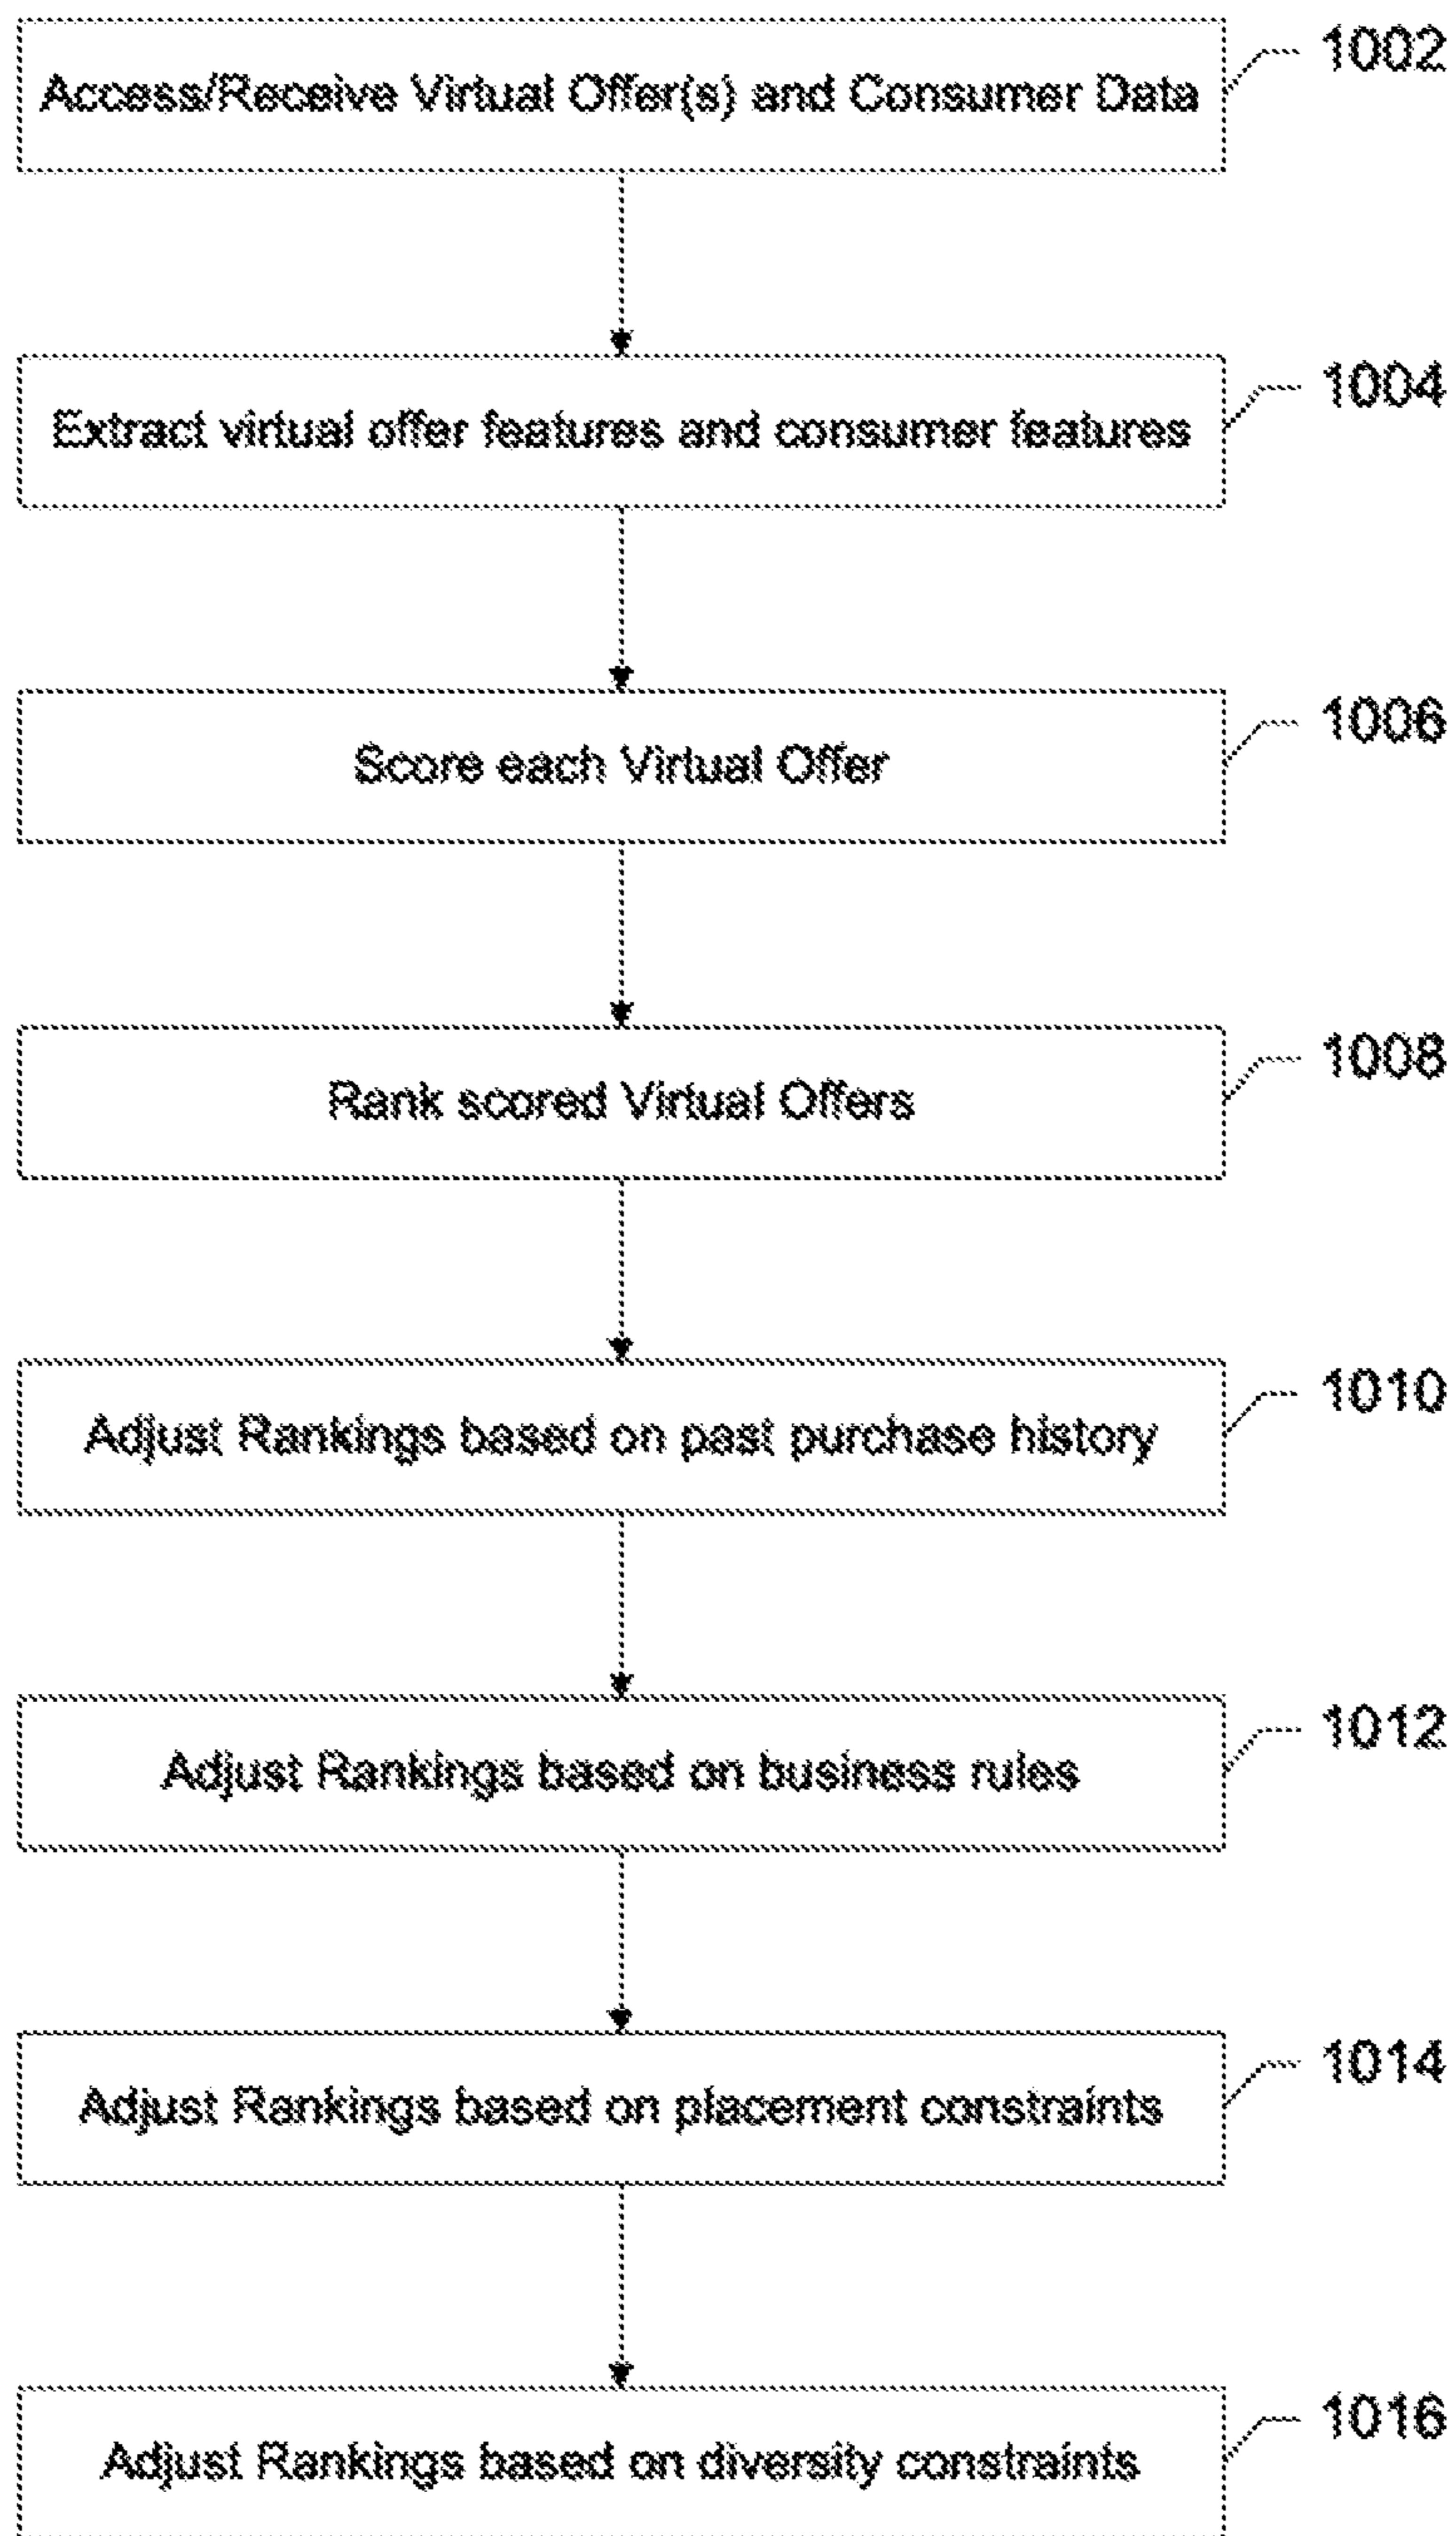 Access/Receive Virtual Offer(s) and Consumer Data
1002
Extract virtual offer features and consumer features
1004
Score each Virtual Offer
1006
Rank scored Virtual Offers
1008
Adjust Rankings based on past purchase history
1010
Adjust Rankings based on business rules
1012
Adjust Rankings based on placement constraints
1014
Adjust Rankings based on diversity constraints
1016